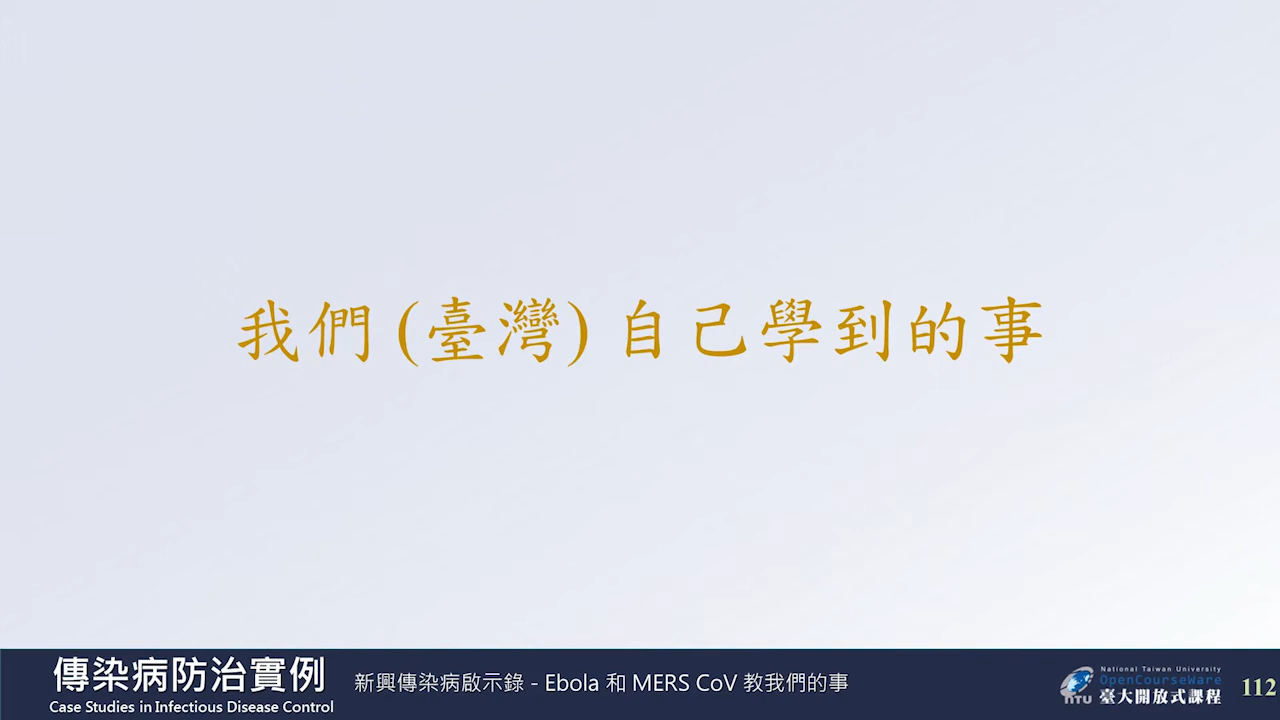 我們 (臺灣) 自己學到的事
傳染病防治實例
Case Studies in Infectious Disease Control
新興傳染病啟示錄 - Ebola 和 MERS CoV 教我們的事
National Taiwan University
OpenCourseWare
NTU 臺大開放式課程
112